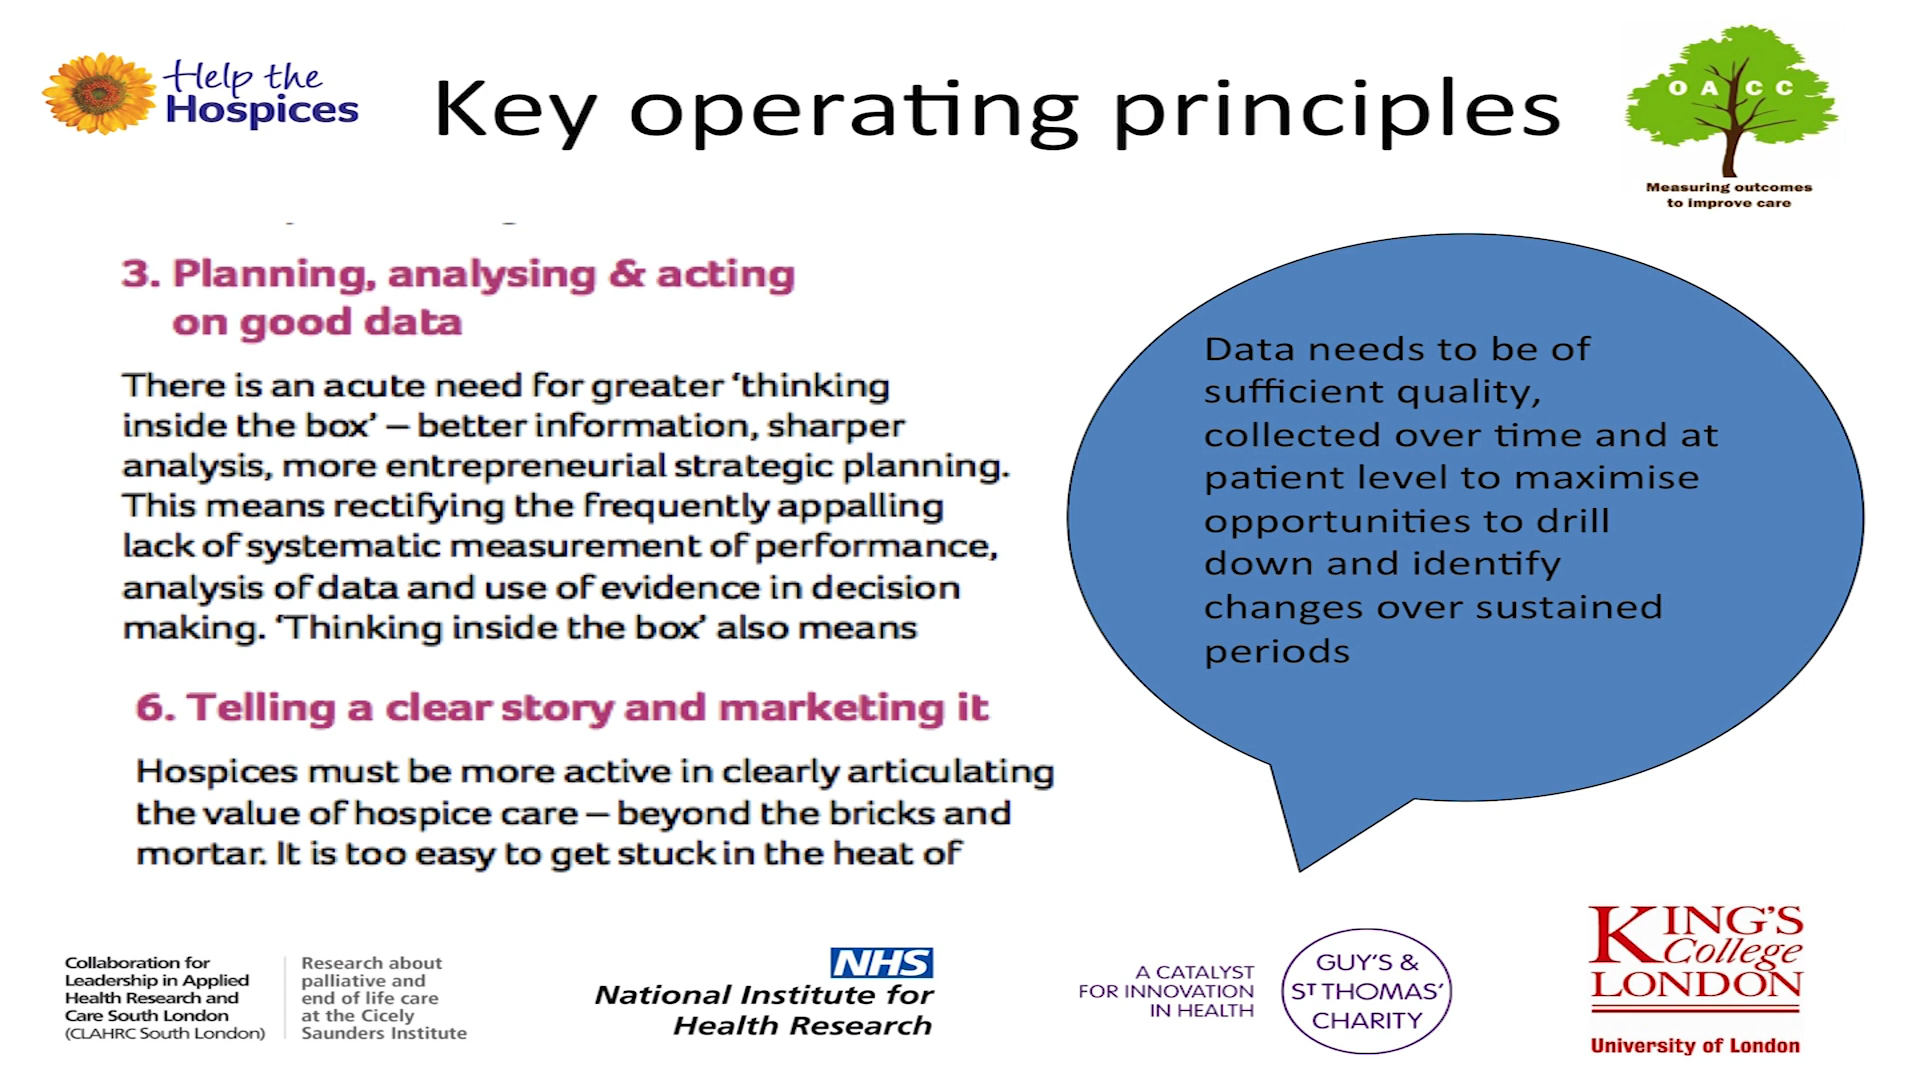 Help the
Hospices
Key operating principles
O A C C
Measuring outcomes
to improve care
3. Planning, analysing & acting
on good data
There is an acute need for greater ‘thinking
inside the box’ – better information, sharper
analysis, more entrepreneurial strategic planning.
This means rectifying the frequently appalling
lack of systematic measurement of performance,
analysis of data and use of evidence in decision
making. ‘Thinking inside the box’ also means
6. Telling a clear story and marketing it
Hospices must be more active in clearly articulating
the value of hospice care – beyond the bricks and
mortar. It is too easy to get stuck in the heat of
Data needs to be of
sufficient quality,
collected over time and at
patient level to maximise
opportunities to drill
down and identify
changes over sustained
periods
Collaboration for
Leadership in Applied
Health Research and
Care South London
(CLAHRC South London)
Research about
palliative and
end of life care
at the Cicely
Saunders Institute
NHS
National Institute for
Health Research
A CATALYST
FOR INNOVATION
IN HEALTH
GUY'S &
ST THOMAS'
CHARITY
KING'S
College
LONDON
University of London